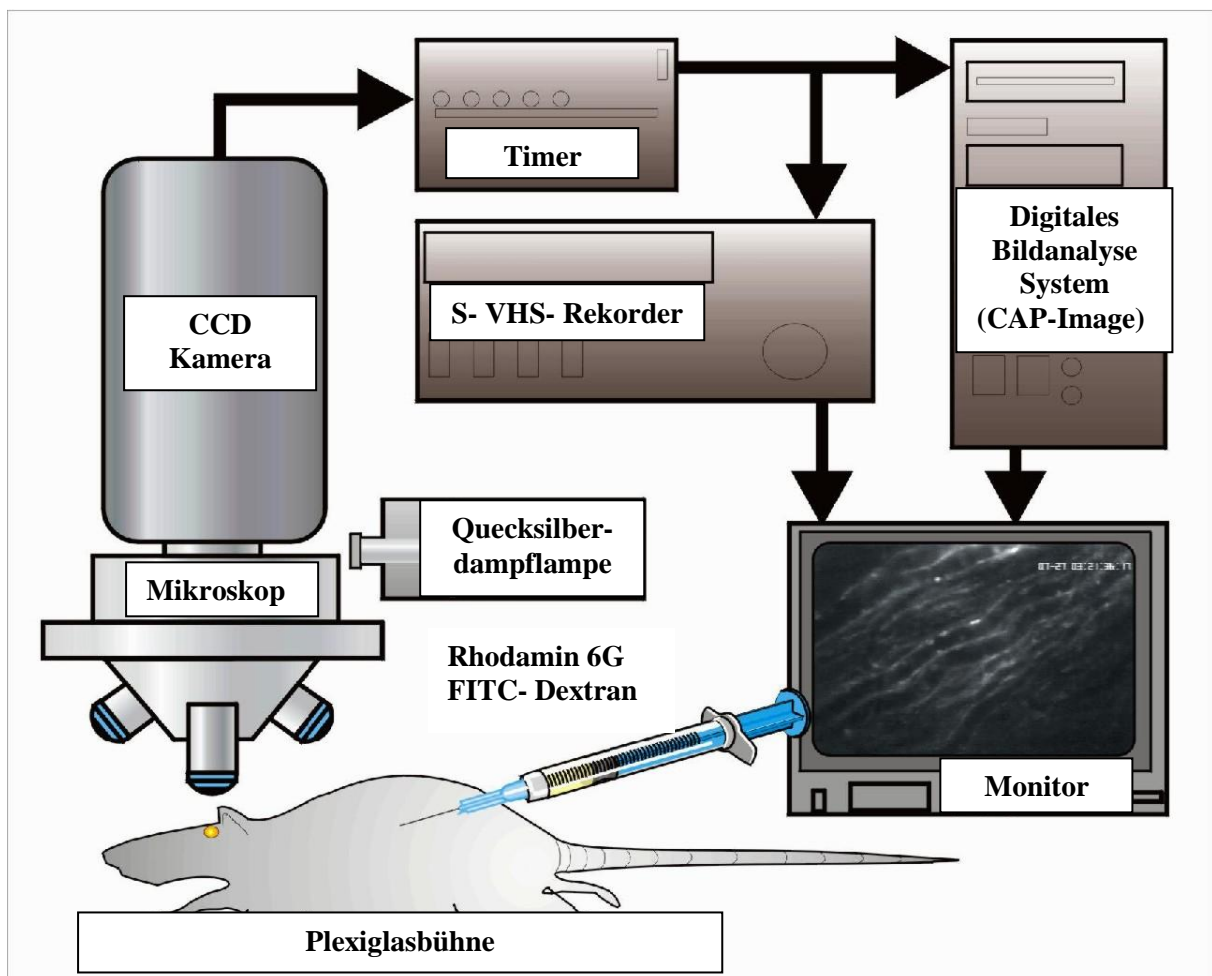 Timer
Digitales
Bildanalyse
System
(CAP-Image)
S- VHS- Rekorder
CCD
Kamera
Quecksilber-
dampflampe
Mikroskop
Rhodamin 6G
FITC- Dextran
Monitor
Plexiglasbühne